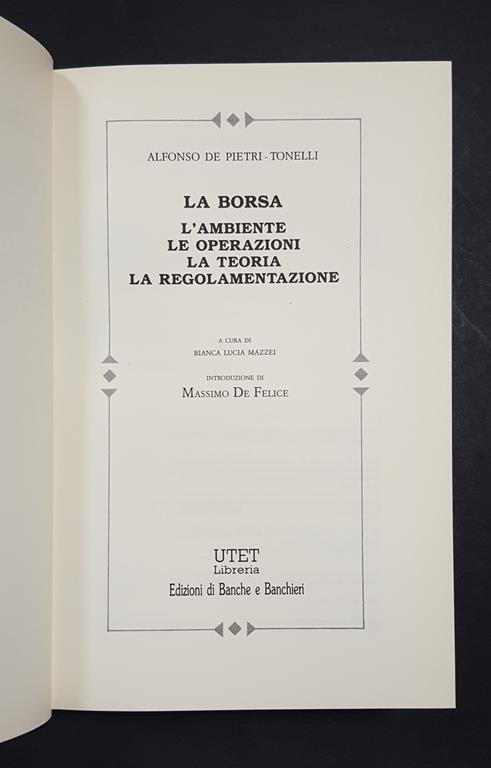 ALFONSO DE PIETRI-TONELLI
LA BORSA
L'AMBIENTE
LE OPERAZIONI
LA TEORIA
LA REGOLAMENTAZIONE
A CURA DI
BIANCA LUCIA MAZZEI
INTRODUZIONE DI
MASSIMO DE FELICE
UTET
Libreria
Edizioni di Banche e Banchieri